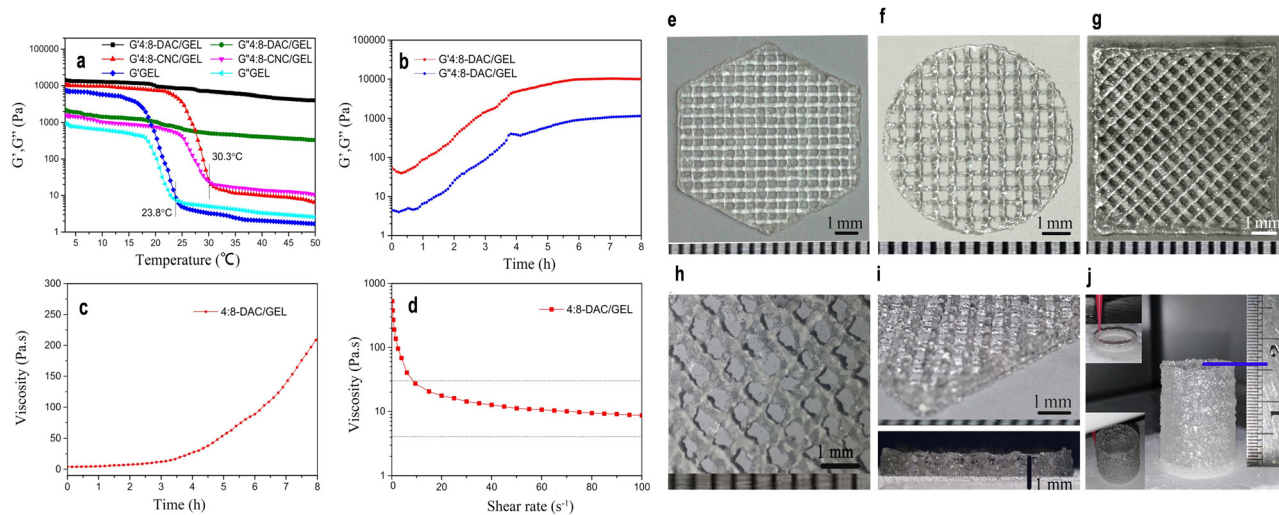 a
G'4:8-DAC/GEL G''4:8-DAC/GEL
G'4:8-CNC/GEL G''4:8-CNC/GEL
G'GEL G''GEL
G',G'' (Pa)
100000
10000
1000
100
10
1
30.3°C
23.8°C
5 10 15 20 25 30 35 40 45 50
Temperature (℃)
b
G'4:8-DAC/GEL
G''4:8-DAC/GEL
G',G'' (Pa)
100000
10000
1000
100
10
1
0 1 2 3 4 5 6 7 8
Time (h)
c
4:8-DAC/GEL
Viscosity (Pa.s)
300
250
200
150
100
50
0
0 1 2 3 4 5 6 7 8
Time (h)
d
4:8-DAC/GEL
Viscosity (Pa.s)
1000
100
10
1
0 20 40 60 80 100
Shear rate (s⁻¹)
e
1 mm
f
1 mm
g
1 mm
h
1 mm
i
1 mm
1 mm
j
2
1